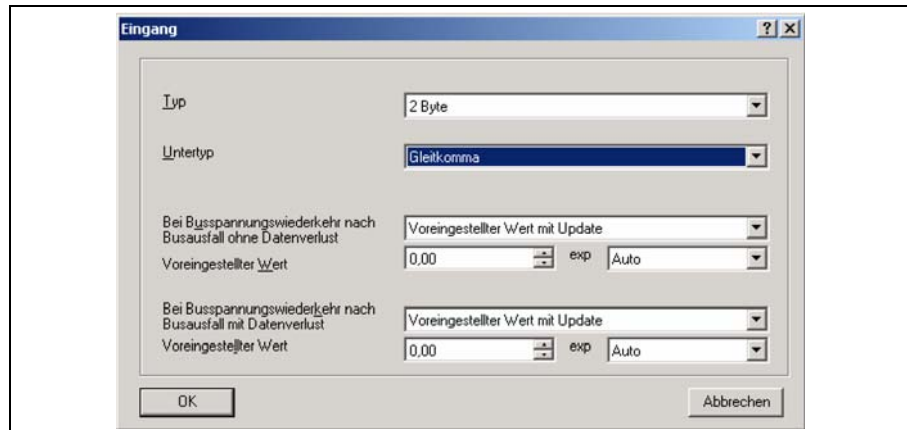 Eingang
Typ
2 Byte
Untertyp
Gleitkomma
Bei Busspannungswiederkehr nach
Busausfall ohne Datenverlust
Voreingestellter Wert mit Update
Voreingestellter Wert
0,00
exp
Auto
Bei Busspannungswiederkehr nach
Busausfall mit Datenverlust
Voreingestellter Wert mit Update
Voreingestellter Wert
0,00
exp
Auto
OK
Abbrechen